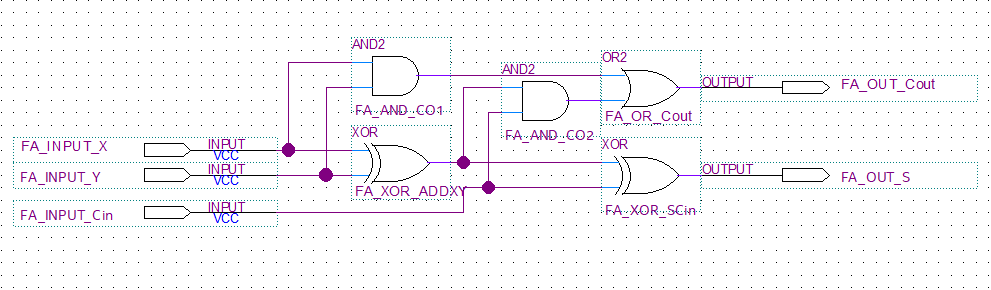 AND2
OR2
AND2
OUTPUT
FA_OUT_Cout
FA_AND_CO1
FA_OR_Cout
XOR
FA_AND_CO2
FA_INPUT_X
INPUT
VCC
XOR
FA_INPUT_Y
INPUT
VCC
OUTPUT
FA_OUT_S
FA_XOR_ADDXY
FA_INPUT_Cin
INPUT
VCC
FA_XOR_SCin